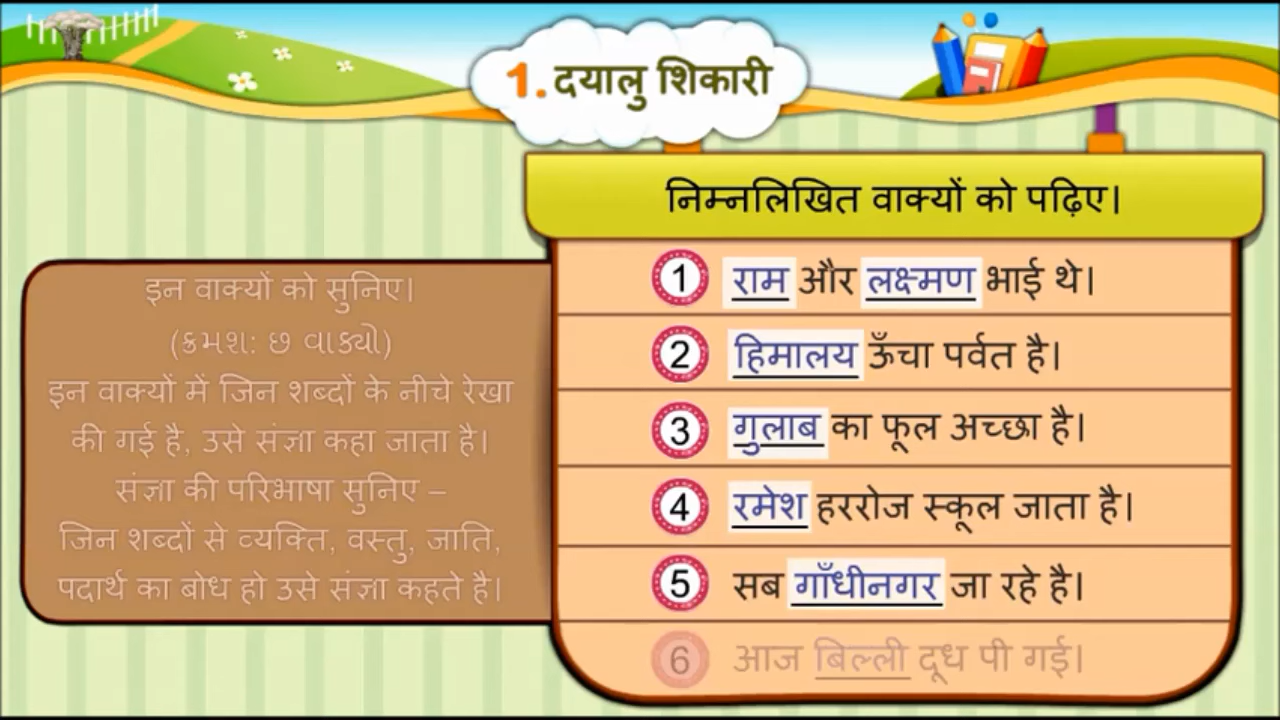 1. दयालु शिकारी
निम्नलिखित वाक्यों को पढ़िए।
1 राम और लक्ष्मण भाई थे।
2 हिमालय ऊँचा पर्वत है।
3 गुलाब का फूल अच्छा है।
4 रमेश हररोज स्कूल जाता है।
5 सब गाँधीनगर जा रहे है।
6 आज बिल्ली दूध पी गई।
इन वाक्यों को सुनिए।
(ક્રમશ: છ વાક્યો)
इन वाक्यों में जिन शब्दों के नीचे रेखा
की गई है, उसे संज्ञा कहा जाता है।
संज्ञा की परिभाषा सुनिए –
जिन शब्दों से व्यक्ति, वस्तु, जाति,
पदार्थ का बोध हो उसे संज्ञा कहते है।